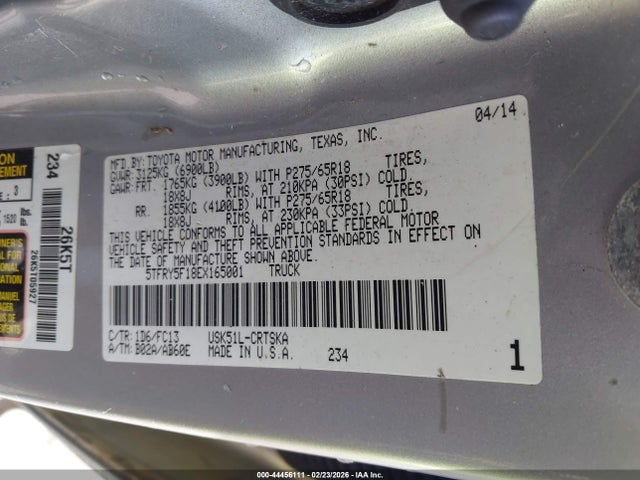 04/14
MFD.BY: TOYOTA MOTOR MANUFACTURING, TEXAS, INC.
GVWR: 3125KG (6900LB)
GAWR: FRT. 1765KG (3900LB) WITH P275/65R18 TIRES,
18X8J RIMS, AT 210KPA (30PSI) COLD.
RR. 1855KG (4100LB) WITH P275/65R18 TIRES,
18X8J RIMS, AT 230KPA (33PSI) COLD.
THIS VEHICLE CONFORMS TO ALL APPLICABLE FEDERAL MOTOR
VEHICLE SAFETY AND THEFT PREVENTION STANDARDS IN EFFECT ON
THE DATE OF MANUFACTURE SHOWN ABOVE.
5TFRY5F18EX165001 TRUCK
C/TR: 1D6/FC13 USK51L-CRTSKA
A/TM: B02A/AB60E MADE IN U.S.A. 234
1
234
26K5T
26K5T05927
3
1520 lbs.
000-44456111 - 02/23/2026 - IAA Inc.